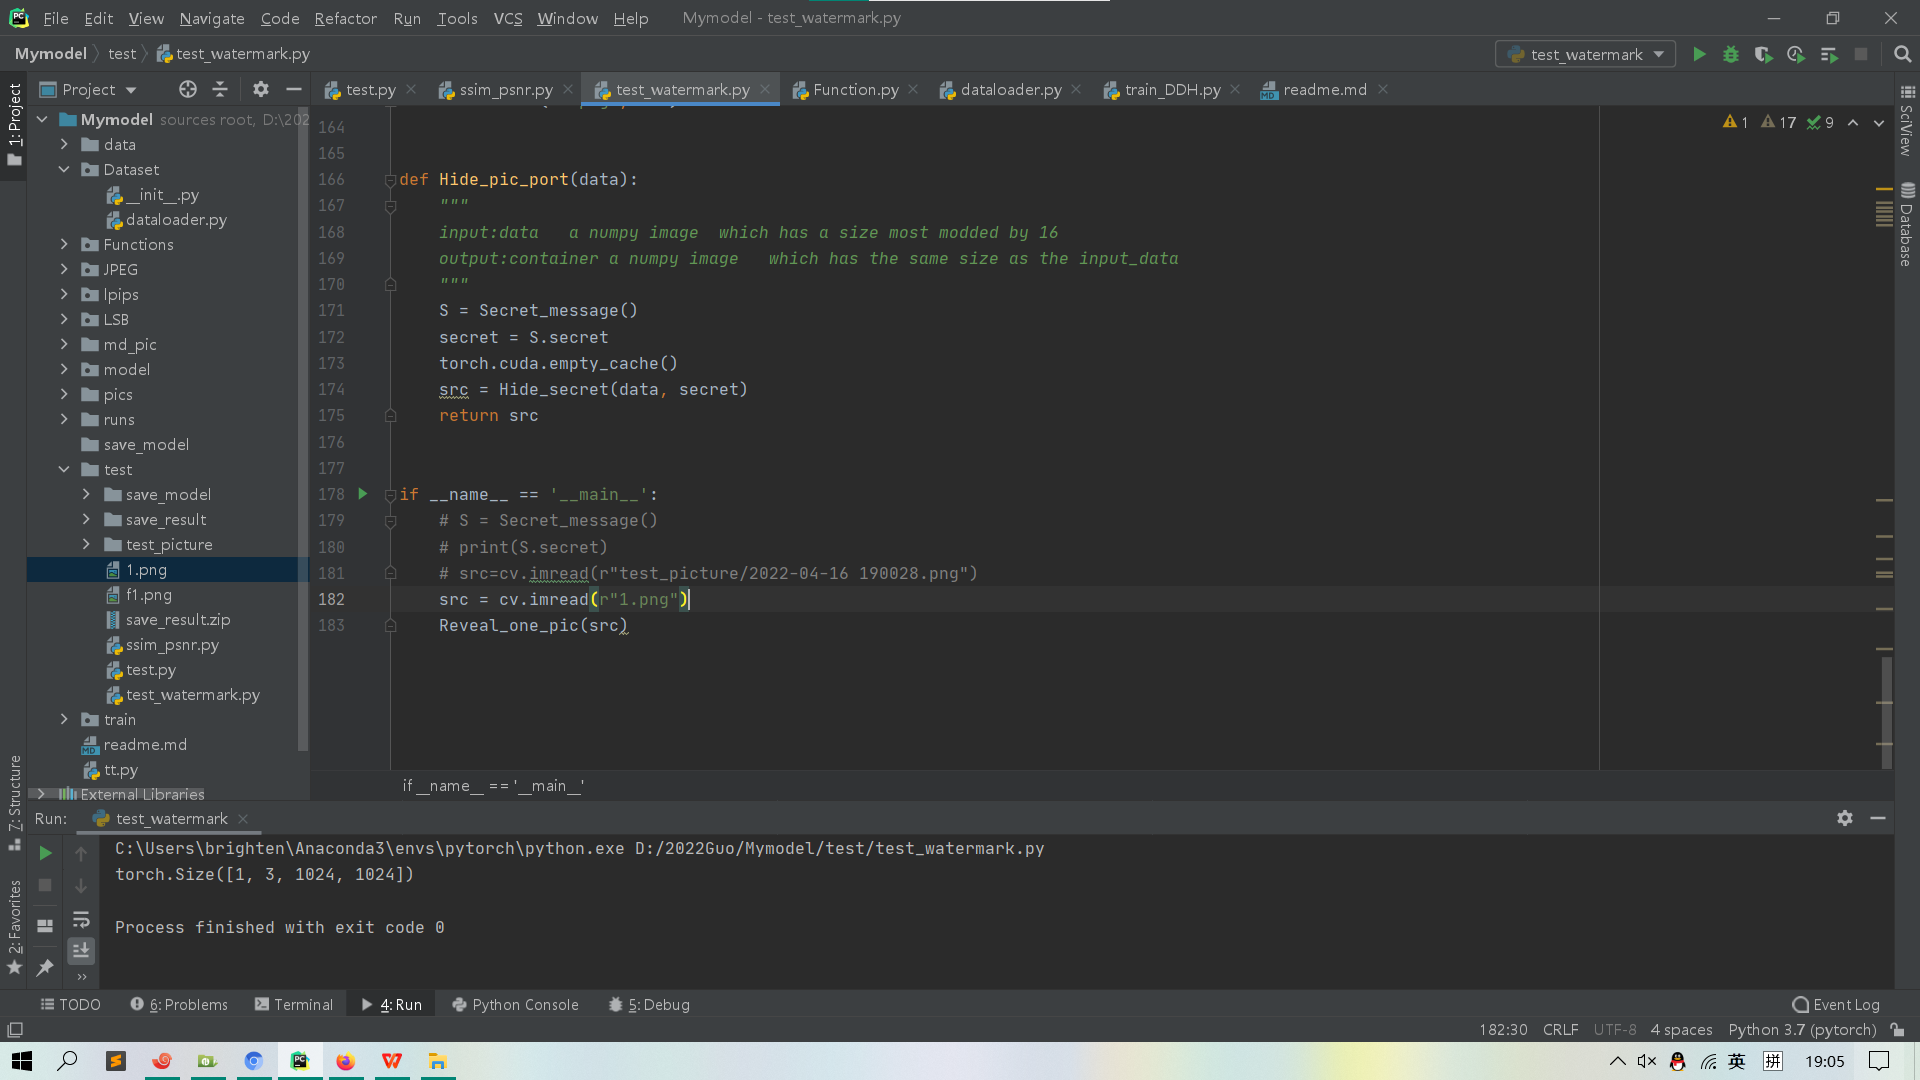 File Edit View Navigate Code Refactor Run Tools VCS Window Help Mymodel - test_watermark.py
Mymodel test test_watermark.py test_watermark
Project test.py ssim_psnr.py test_watermark.py Function.py dataloader.py train_DDH.py readme.md
1: Project
Mymodel sources root, D:\202
data
Dataset
__init__.py
dataloader.py
Functions
JPEG
lpips
LSB
md_pic
model
pics
runs
save_model
test
save_model
save_result
test_picture
1.png
f1.png
save_result.zip
ssim_psnr.py
test.py
test_watermark.py
train
readme.md
tt.py
External Libraries
1 17 9
164
165
166 def Hide_pic_port(data):
167 """
168 input:data   a numpy image  which has a size most modded by 16
169 output:container a numpy image   which has the same size as the input_data
170 """
171 S = Secret_message()
172 secret = S.secret
173 torch.cuda.empty_cache()
174 src = Hide_secret(data, secret)
175 return src
176
177
178 if __name__ == '__main__':
179 # S = Secret_message()
180 # print(S.secret)
181 # src=cv.imread(r"test_picture/2022-04-16 190028.png")
182 src = cv.imread(r"1.png")
183 Reveal_one_pic(src)
if __name__ == '__main__'
SciView
Database
7: Structure
2: Favorites
Run: test_watermark
C:\Users\brighten\Anaconda3\envs\pytorch\python.exe D:/2022Guo/Mymodel/test/test_watermark.py
torch.Size([1, 3, 1024, 1024])
Process finished with exit code 0
TODO 6: Problems Terminal 4: Run Python Console 5: Debug Event Log
182:30 CRLF UTF-8 4 spaces Python 3.7 (pytorch)
英 拼 19:05